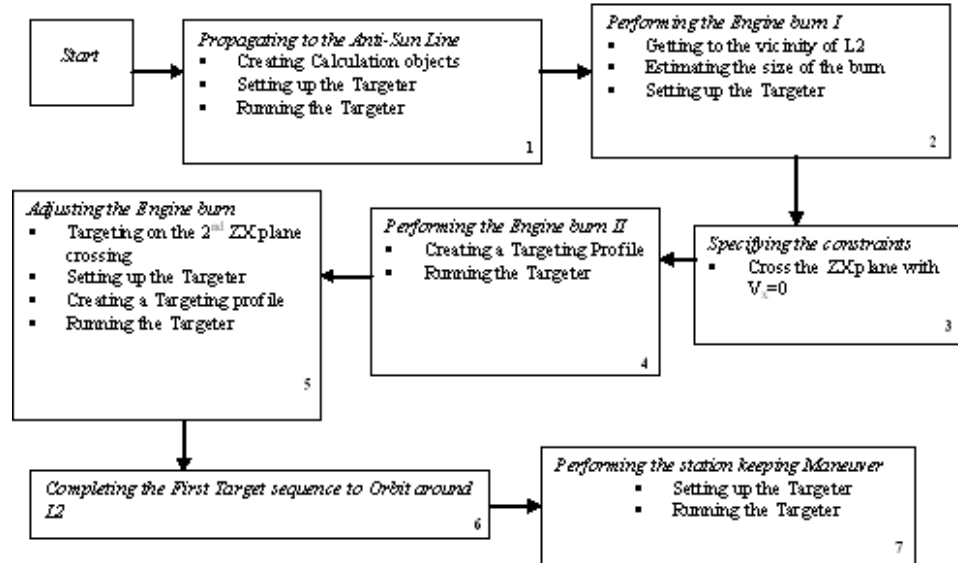 Start
Propagating to the Anti-Sun Line
▪ Creating Calculation objects
▪ Setting up the Targeter
▪ Running the Targeter
1
Performing the Engine burn I
▪ Getting to the vicinity of L2
▪ Estimating the size of the burn
▪ Setting up the Targeter
2
Specifying the constraints
▪ Cross the ZX plane with
Vx=0
3
Performing the Engine burn II
▪ Creating a Targeting Profile
▪ Running the Targeter
4
Adjusting the Engine burn
▪ Targeting on the 2nd ZX plane
crossing
▪ Setting up the Targeter
▪ Creating a Targeting profile
▪ Running the Targeter
5
Completing the First Target sequence to Orbit around
L2
6
Performing the station keeping Maneuver
▪ Setting up the Targeter
▪ Running the Targeter
7